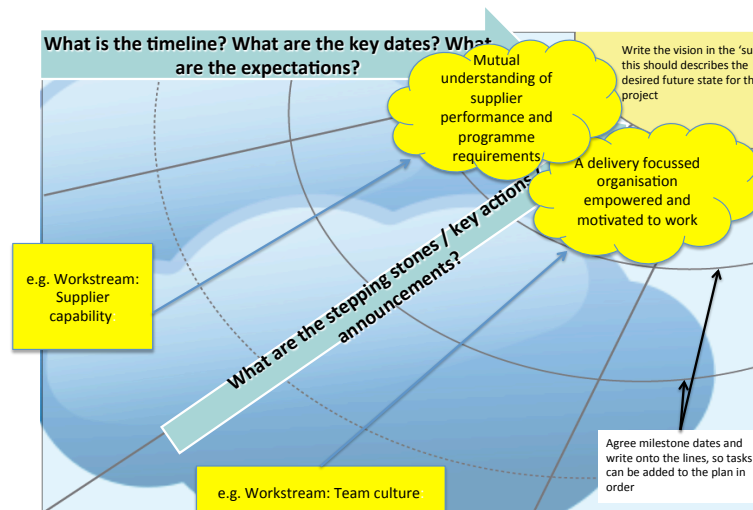 What is the timeline? What are the key dates? What
are the expectations?
Mutual
understanding of
supplier
performance and
programme
requirements
Write the vision in the ‘su
this should describes the
desired future state for th
project
A delivery focussed
organisation
empowered and
motivated to work
What are the stepping stones / key actions /
announcements?
e.g. Workstream:
Supplier
capability
Agree milestone dates and
write onto the lines, so tasks
can be added to the plan in
order
e.g. Workstream: Team culture